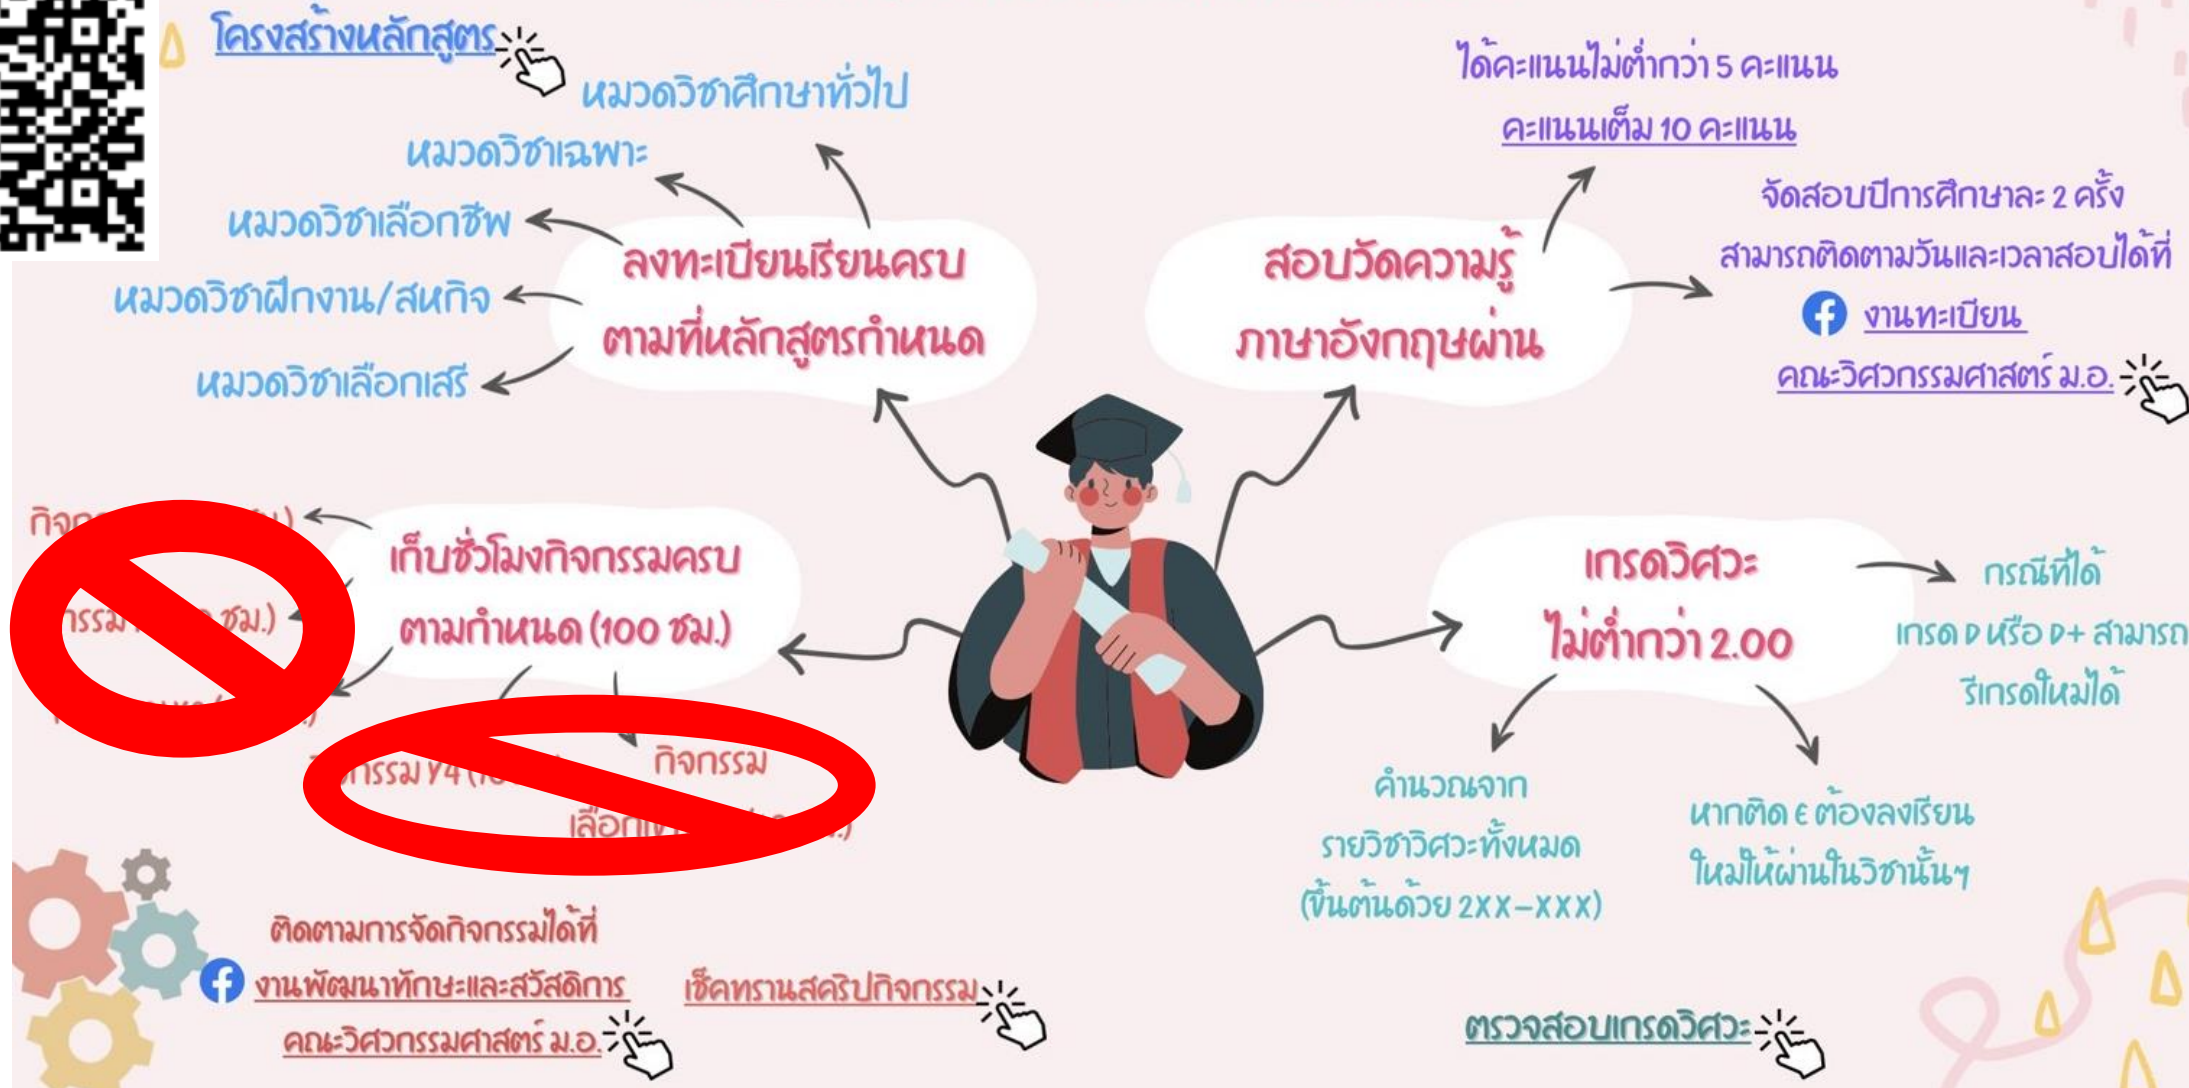 โครงสร้างหลักสูตร
หมวดวิชาศึกษาทั่วไป
หมวดวิชาเฉพาะ
หมวดวิชาเลือกชีพ
หมวดวิชาฝึกงาน/สหกิจ
หมวดวิชาเลือกเสรี
ลงทะเบียนเรียนครบ
ตามที่หลักสูตรกำหนด
ได้คะแนนไม่ต่ำกว่า 5 คะแนน
คะแนนเต็ม 10 คะแนน
สอบวัดความรู้
ภาษาอังกฤษผ่าน
จัดสอบปีการศึกษาละ 2 ครั้ง
สามารถติดตามวันและเวลาสอบได้ที่
งานทะเบียน
คณะวิศวกรรมศาสตร์ ม.อ.
เก็บชั่วโมงกิจกรรมครบ
ตามกำหนด (100 ชม.)
ชม.)
กรรม Y4
กิจกรรม
ติดตามการจัดกิจกรรมได้ที่
งานพัฒนาทักษะและสวัสดิการ
คณะวิศวกรรมศาสตร์ ม.อ.
เช็คทรานสคริปกิจกรรม
เกรดวิศวะ
ไม่ต่ำกว่า 2.00
กรณีที่ได้
เกรด D หรือ D+ สามารถ
รีเกรดใหม่ได้
คำนวณจาก
รายวิชาวิศวะทั้งหมด
(ขึ้นต้นด้วย 2XX-XXX)
หากติด E ต้องลงเรียน
ใหม่ให้ผ่านในวิชานั้นๆ
ตรวจสอบเกรดวิศวะ